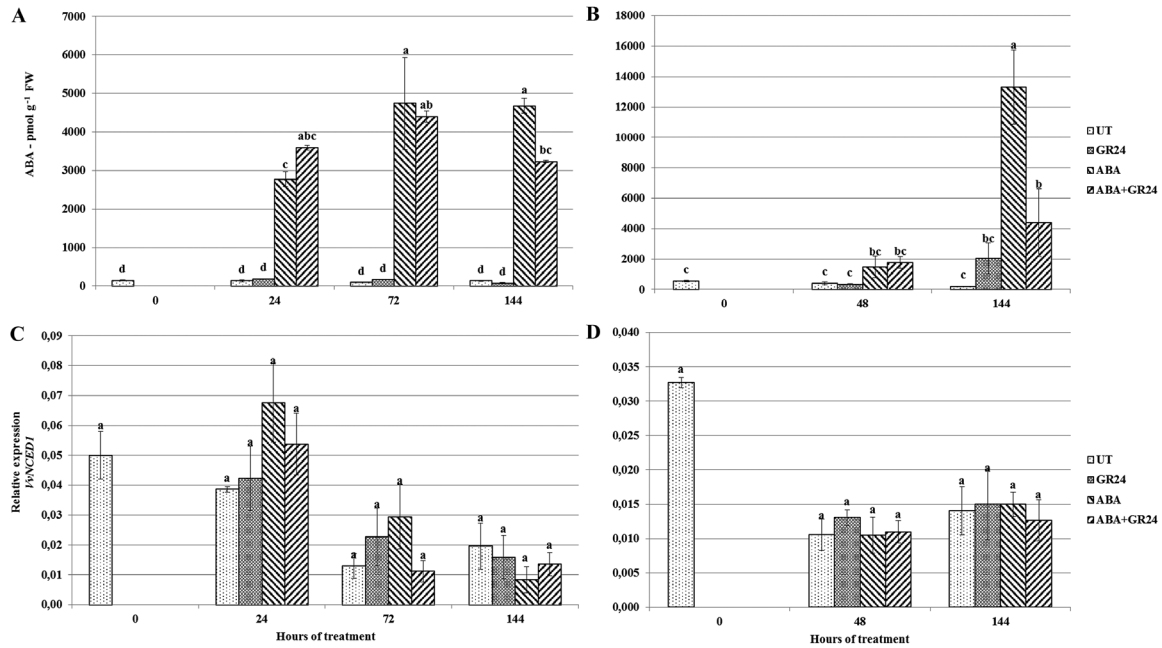 A
7000
6000
5000
4000
3000
2000
1000
0
ABA - pmol g⁻¹ FW
d
d d c abc
d d a ab
d d a bc
0 24 72 144
B
18000
16000
14000
12000
10000
8000
6000
4000
2000
0
c
c c bc bc
c bc a b
0 48 144
UT
GR24
ABA
ABA+GR24
C
0,09
0,08
0,07
0,06
0,05
0,04
0,03
0,02
0,01
0,00
Relative expression
VvNCED1
a
a a a a
a a a a
a a a a
0 24 72 144
Hours of treatment
D
0,040
0,035
0,030
0,025
0,020
0,015
0,010
0,005
0,000
a
a a a a
a a a a
0 48 144
Hours of treatment
UT
GR24
ABA
ABA+GR24